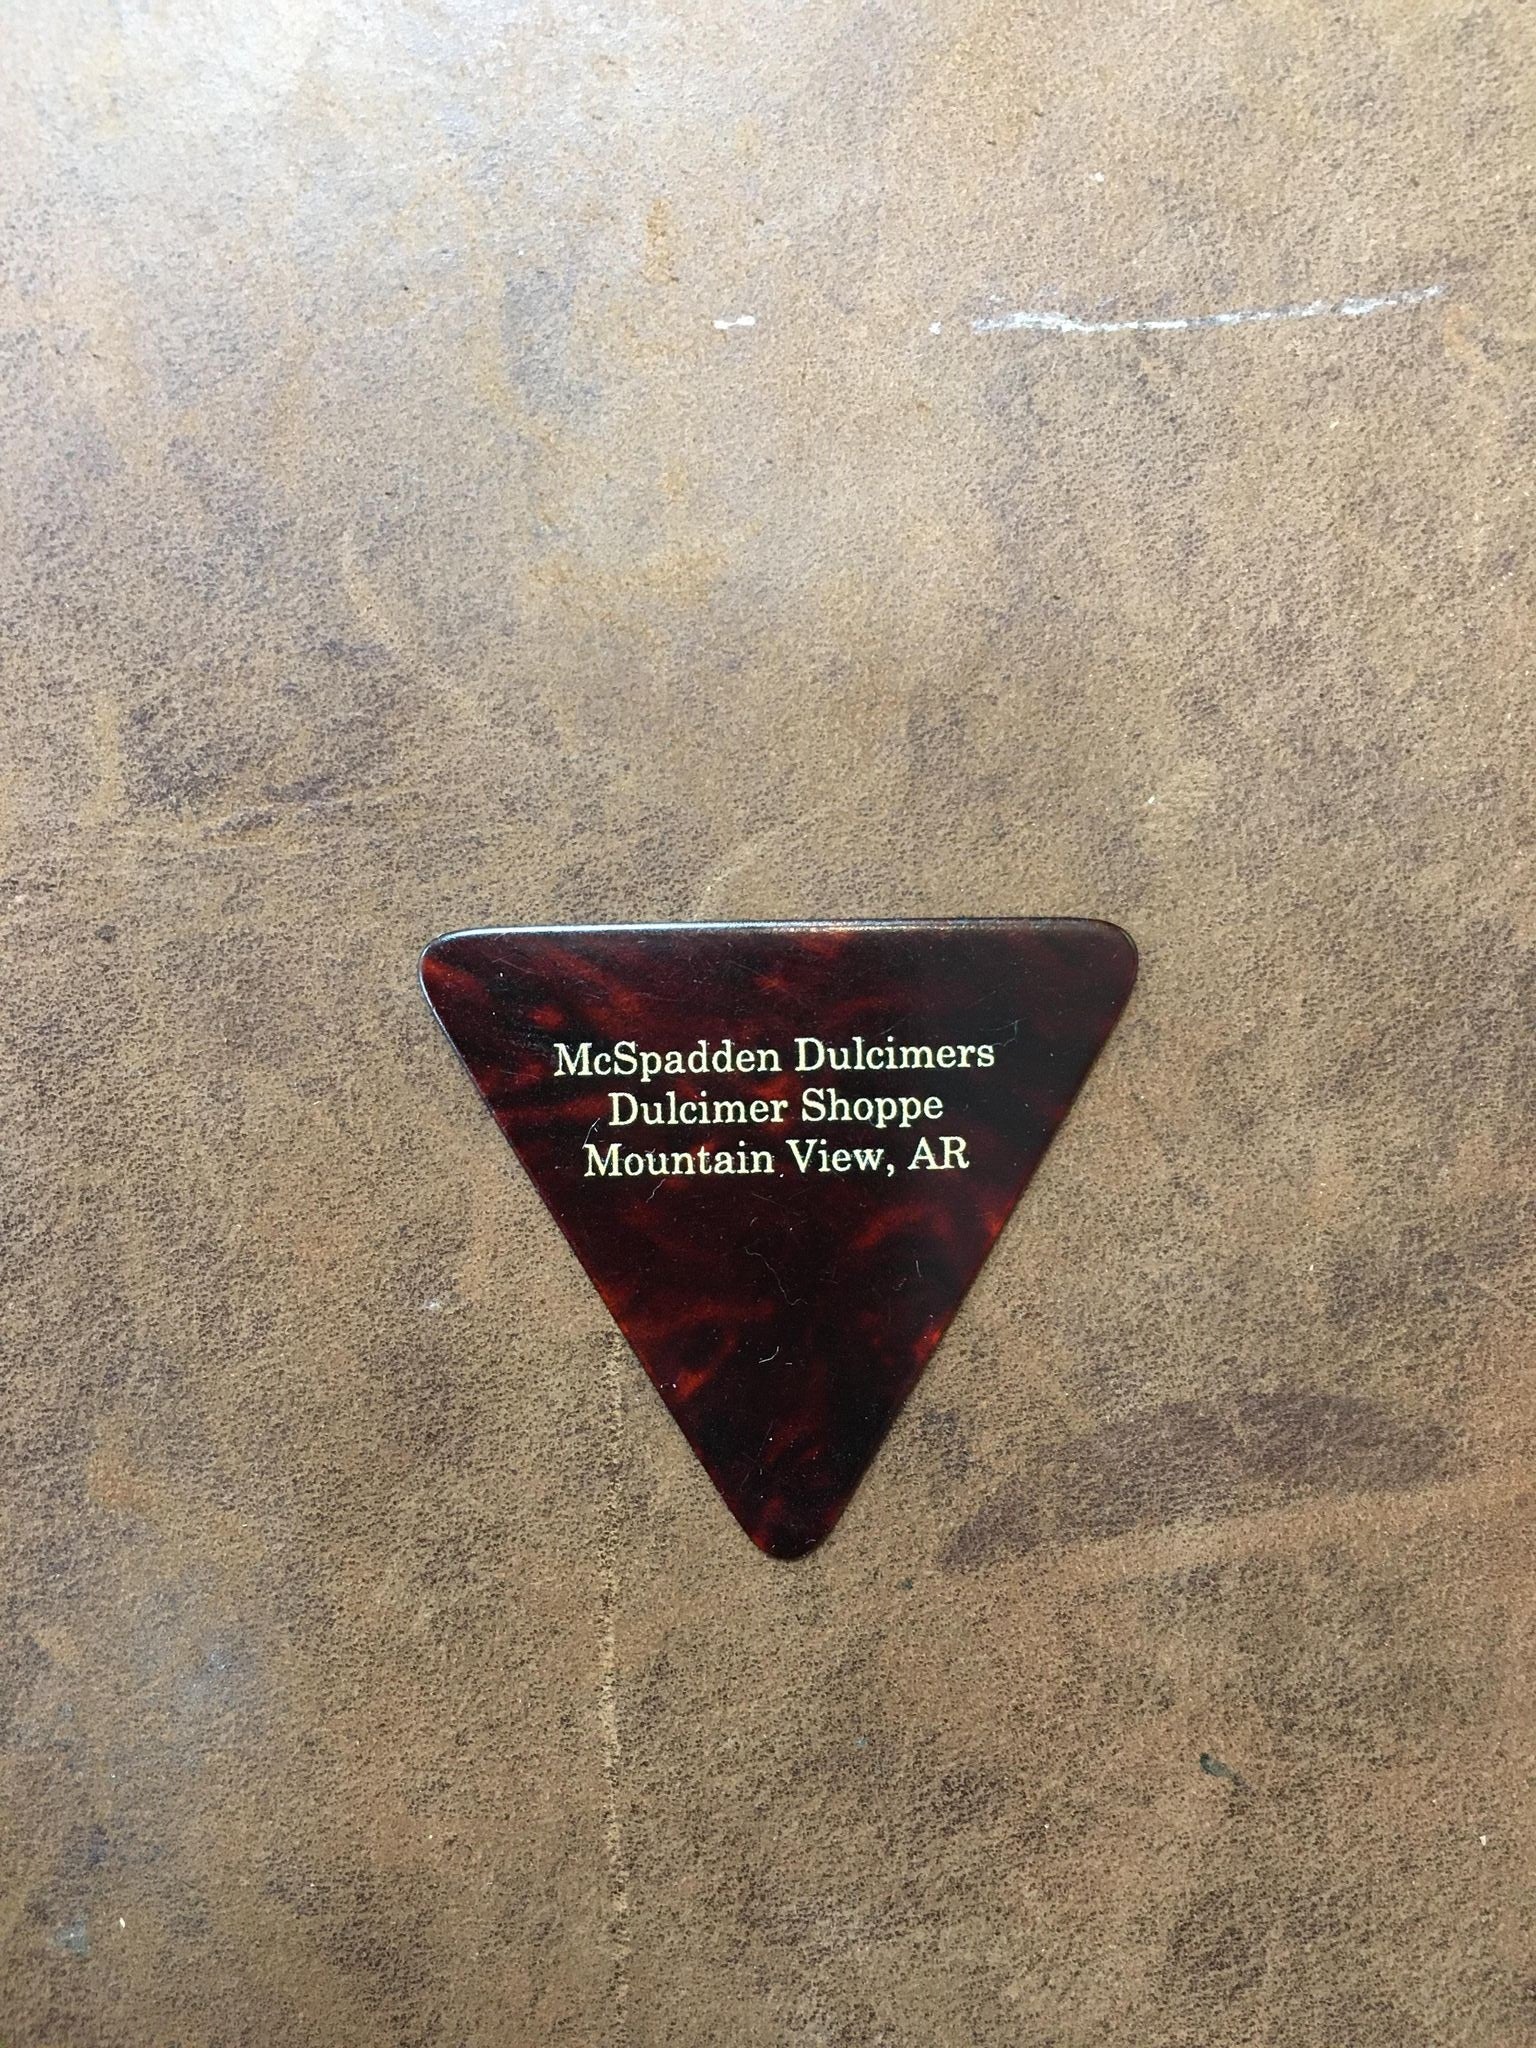 McSpadden Dulcimers
Dulcimer Shoppe
Mountain View, AR